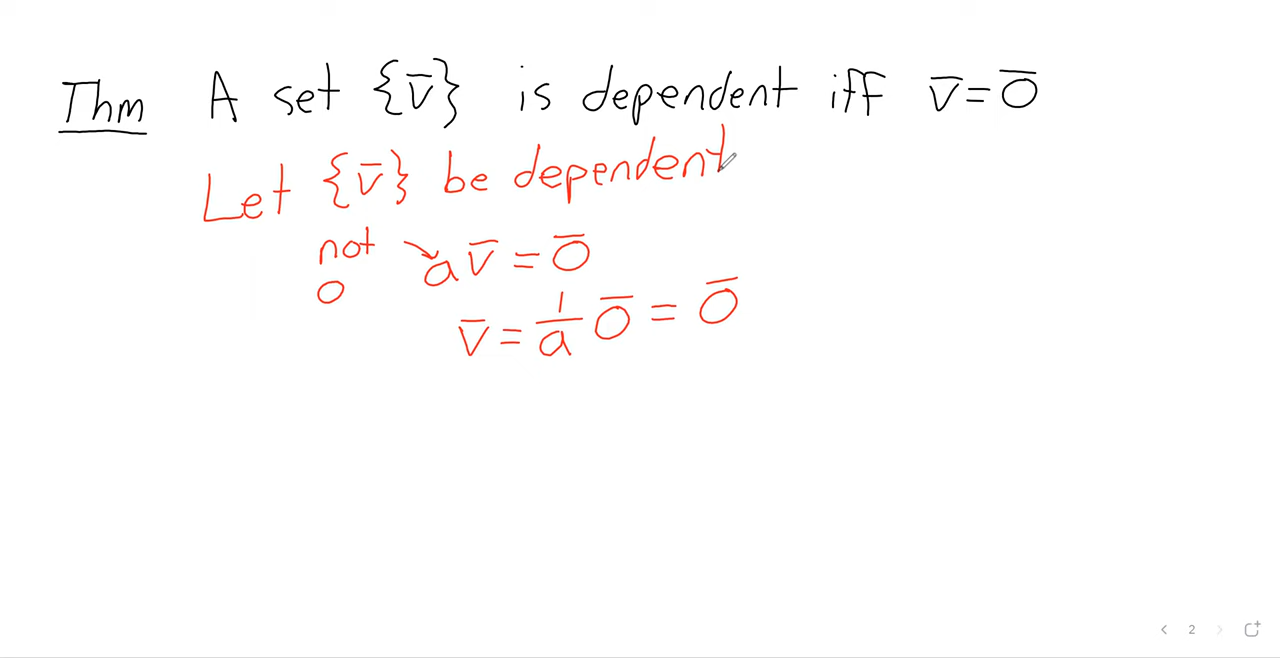 Thm A set {v̅} is dependent iff v̅ = 0̅
Let {v̅} be dependent
not a v̅ = 0̅
0
v̅ = 1/a 0̅ = 0̅
2